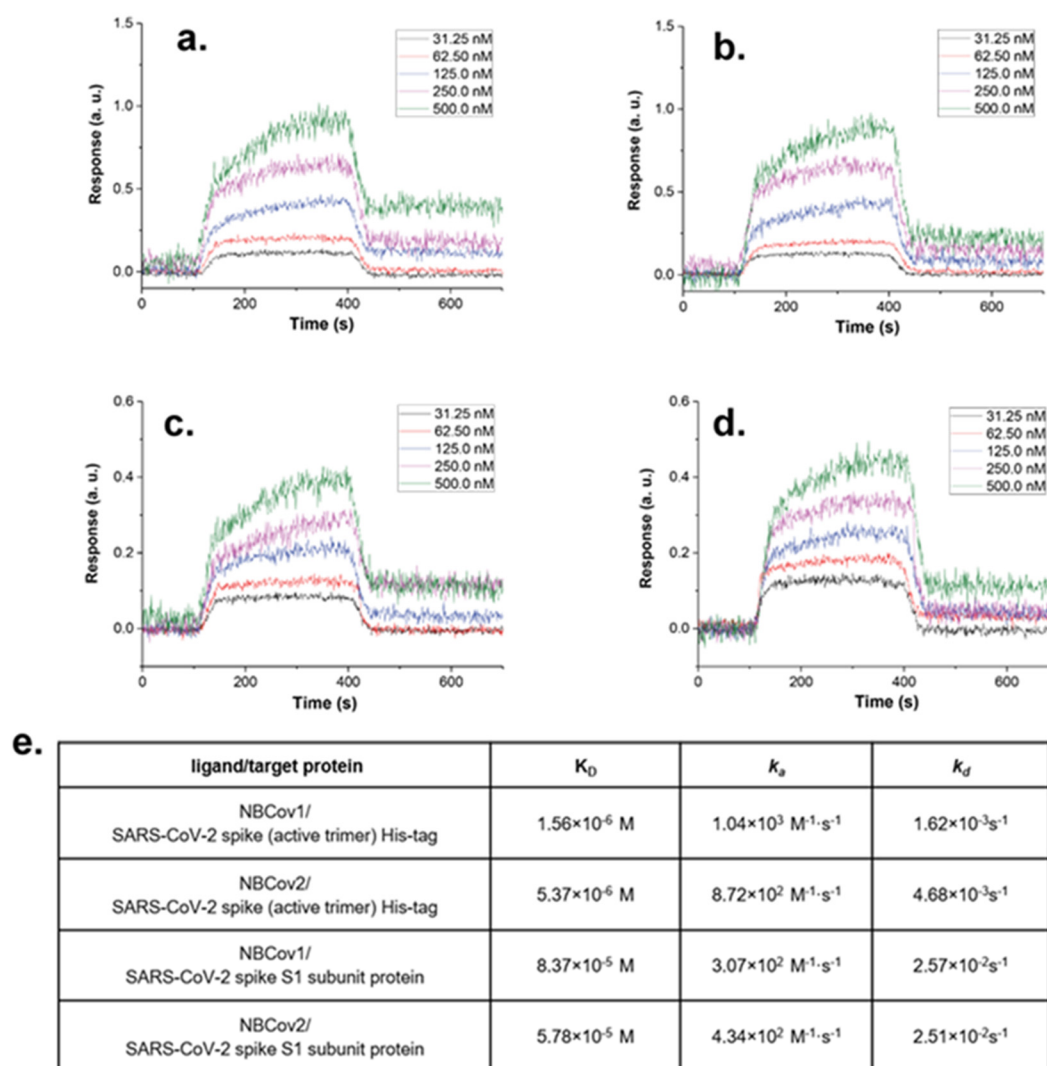 a.
1.5
1.0
0.5
0.0
Response (a. u.)
31.25 nM
62.50 nM
125.0 nM
250.0 nM
500.0 nM
0 200 400 600
Time (s)
b.
1.5
1.0
0.5
0.0
Response (a. u.)
31.25 nM
62.50 nM
125.0 nM
250.0 nM
500.0 nM
0 200 400 600
Time (s)
c.
0.6
0.4
0.2
0.0
Response (a. u.)
31.25 nM
62.50 nM
125.0 nM
250.0 nM
500.0 nM
0 200 400 600
Time (s)
d.
0.6
0.4
0.2
0.0
Response (a. u.)
31.25 nM
62.50 nM
125.0 nM
250.0 nM
500.0 nM
0 200 400 600
Time (s)
e.
ligand/target protein K_D k_a k_d
NBCov1/
SARS-CoV-2 spike (active trimer) His-tag 1.56×10⁻⁶ M 1.04×10³ M⁻¹·s⁻¹ 1.62×10⁻³s⁻¹
NBCov2/
SARS-CoV-2 spike (active trimer) His-tag 5.37×10⁻⁶ M 8.72×10² M⁻¹·s⁻¹ 4.68×10⁻³s⁻¹
NBCov1/
SARS-CoV-2 spike S1 subunit protein 8.37×10⁻⁵ M 3.07×10² M⁻¹·s⁻¹ 2.57×10⁻²s⁻¹
NBCov2/
SARS-CoV-2 spike S1 subunit protein 5.78×10⁻⁵ M 4.34×10² M⁻¹·s⁻¹ 2.51×10⁻²s⁻¹